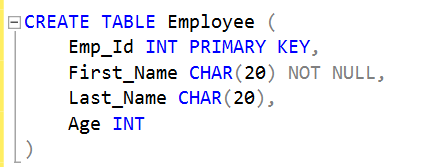 CREATE TABLE Employee (
    Emp_Id INT PRIMARY KEY,
    First_Name CHAR(20) NOT NULL,
    Last_Name CHAR(20),
    Age INT
)